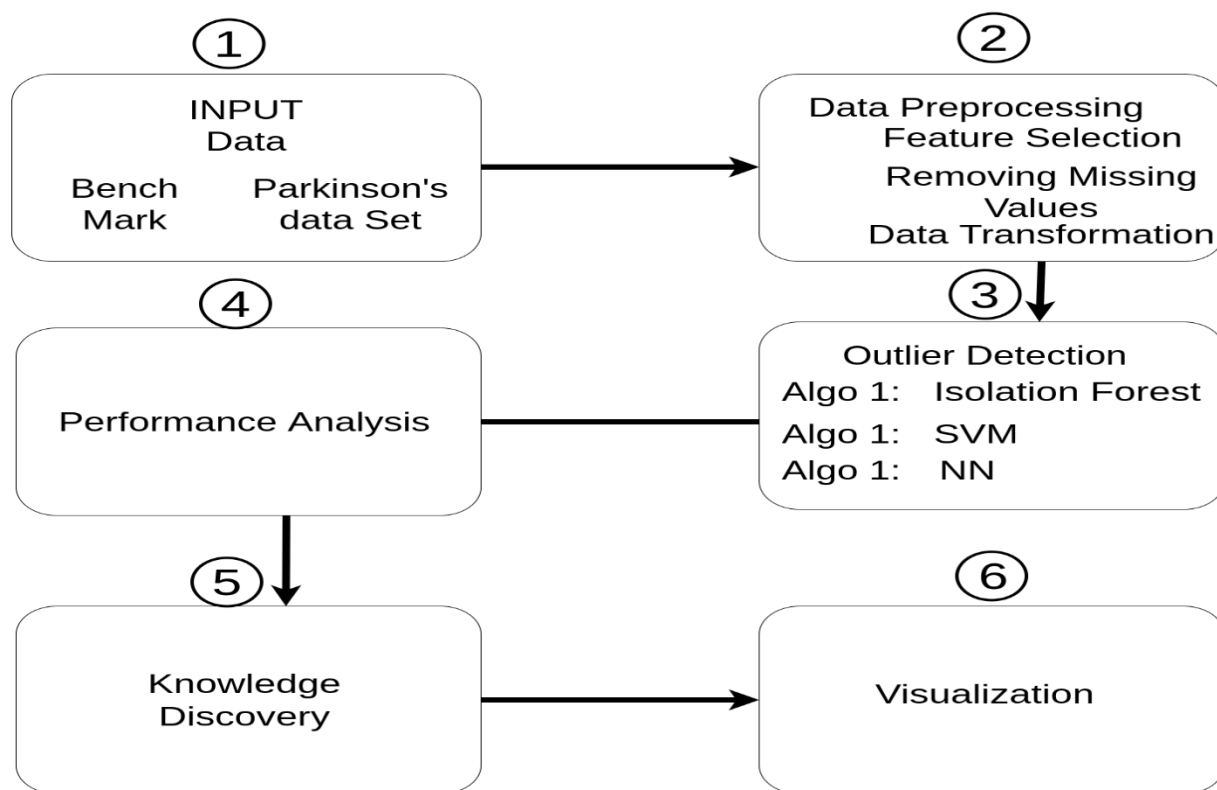 1
INPUT
Data
Bench
Mark
Parkinson's
data Set
2
Data Preprocessing
Feature Selection
Removing Missing
Values
Data Transformation
3
Outlier Detection
Algo 1: Isolation Forest
Algo 1: SVM
Algo 1: NN
4
Performance Analysis
5
Knowledge
Discovery
6
Visualization